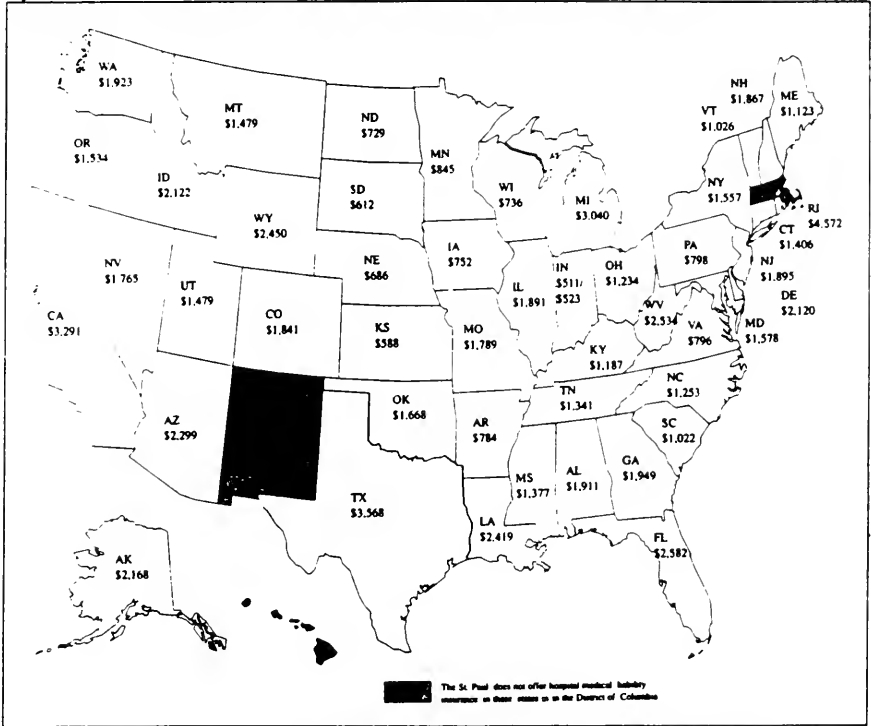 WA
$1,923
MT
$1,479
ND
$729
MN
$845
OR
$1,534
ID
$2,122
WY
$2,450
SD
$612
WI
$736
MI
$3,040
NH
$1,867
ME
$1,123
VT
$1,026
NY
$1,557
RI
$4,572
CT
$1,406
NJ
$1,895
DE
$2,120
MD
$1,578
PA
$798
NV
$1 765
UT
$1,479
CO
$1,841
NE
$686
IA
$752
IL
$1,891
IN
$511/
$523
OH
$1,234
WV
$2,534
VA
$796
CA
$3,291
KS
$588
MO
$1,789
KY
$1,187
NC
$1,253
TN
$1,341
SC
$1,022
AZ
$2,299
OK
$1,668
AR
$784
MS
$1,377
AL
$1,911
GA
$1,949
TX
$3,568
LA
$2,419
FL
$2,582
AK
$2,168
The St. Paul does not offer hospital medical liability
insurance in these states or in the District of Columbia